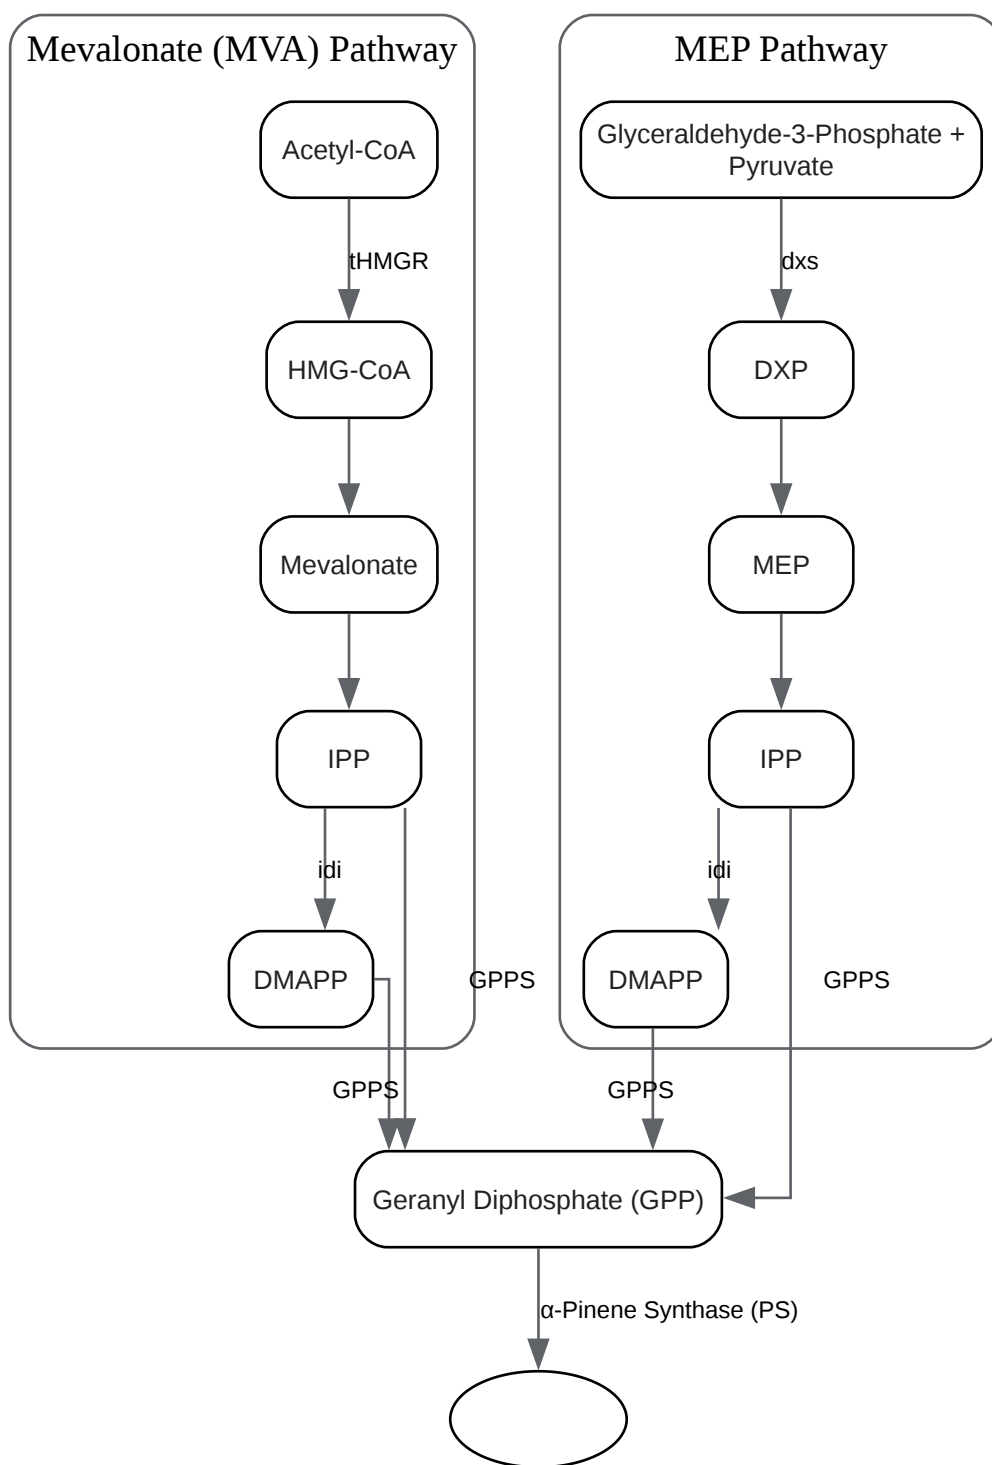 Mevalonate (MVA) Pathway
Acetyl-CoA
tHMGR
HMG-CoA
Mevalonate
IPP
idi
DMAPP
GPPS
GPPS
MEP Pathway
Glyceraldehyde-3-Phosphate +
Pyruvate
dxs
DXP
MEP
IPP
idi
DMAPP
GPPS
GPPS
Geranyl Diphosphate (GPP)
α-Pinene Synthase (PS)